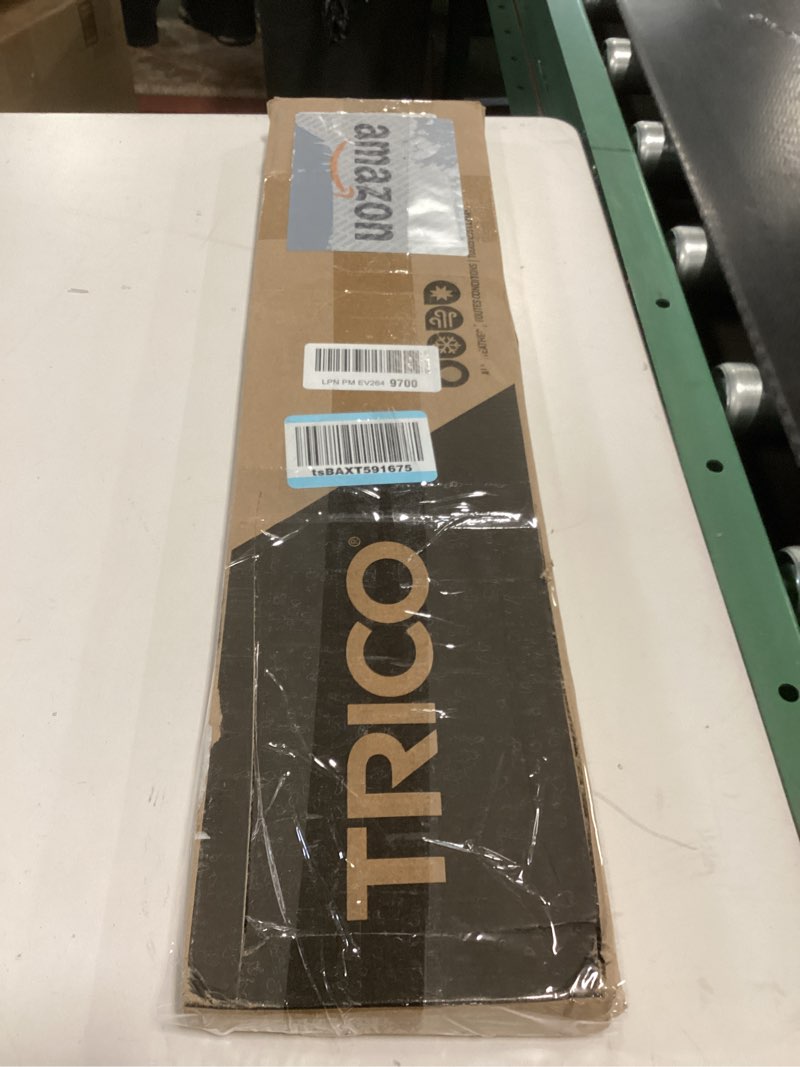 amazon
LPN PM EV264 9700
tsBAXT591675
TRICO®